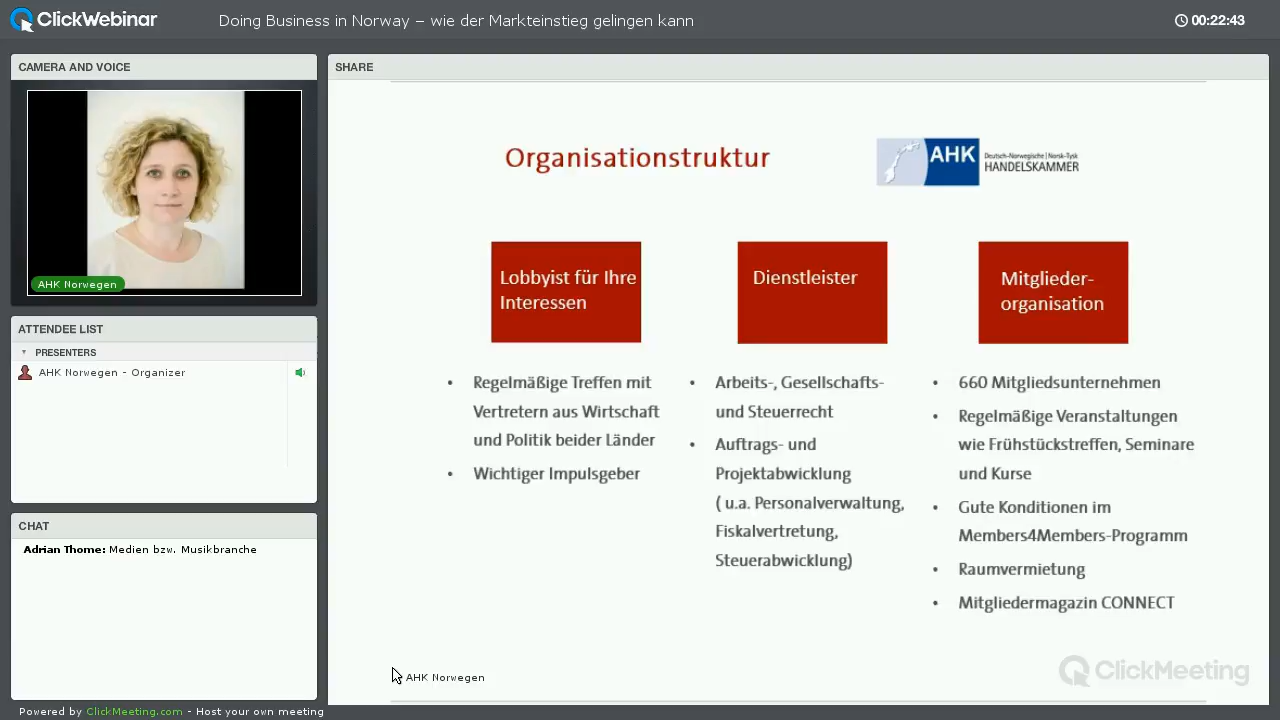 ClickWebinar
Doing Business in Norway – wie der Markteinstieg gelingen kann
00:22:43
CAMERA AND VOICE
AHK Norwegen
ATTENDEE LIST
PRESENTERS
AHK Norwegen - Organizer
CHAT
Adrian Thome: Medien bzw. Musikbranche
Powered by ClickMeeting.com - Host your own meeting
SHARE
Organisationstruktur
AHK
Deutsch-Norwegische | Norsk-Tysk
HANDELSKAMMER
Lobbyist für Ihre
Interessen
• Regelmäßige Treffen mit
Vertretern aus Wirtschaft
und Politik beider Länder
• Wichtiger Impulsgeber
Dienstleister
• Arbeits-, Gesellschafts-
und Steuerrecht
• Auftrags- und
Projektabwicklung
( u.a. Personalverwaltung,
Fiskalvertretung,
Steuerabwicklung)
Mitglieder-
organisation
• 660 Mitgliedsunternehmen
• Regelmäßige Veranstaltungen
wie Frühstückstreffen, Seminare
und Kurse
• Gute Konditionen im
Members4Members-Programm
• Raumvermietung
• Mitgliedermagazin CONNECT
AHK Norwegen
ClickMeeting